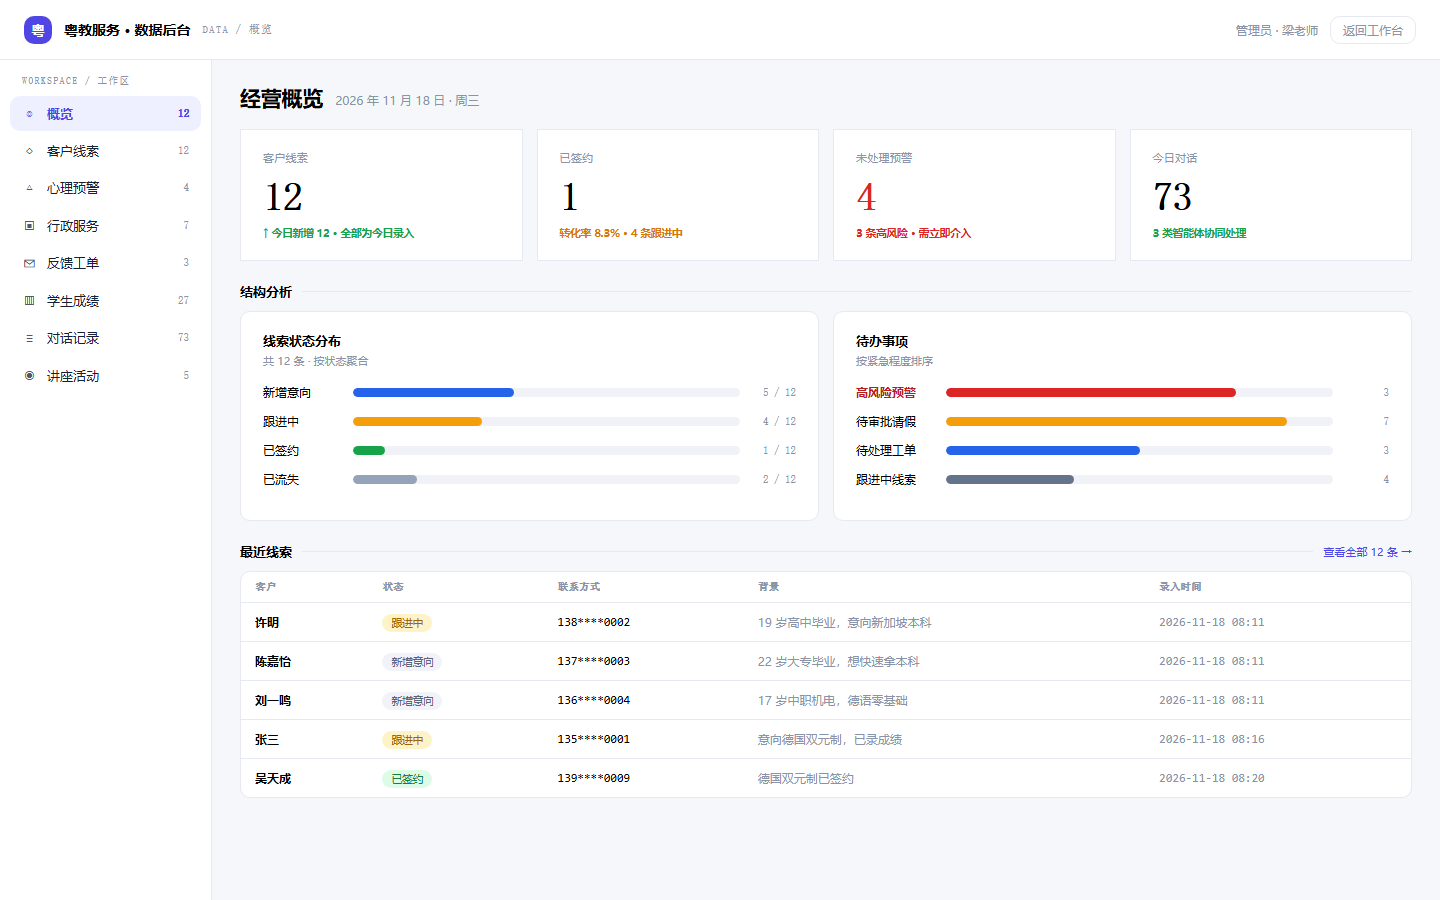 粤 粤教服务 • 数据后台 DATA / 概览 管理员 · 梁老师 返回工作台
WORKSPACE / 工作区
概览 12
客户线索 12
心理预警 4
行政服务 7
反馈工单 3
学生成绩 27
对话记录 73
讲座活动 5
经营概览 2026 年 11 月 18 日 · 周三
客户线索
12
↑ 今日新增 12 • 全部为今日录入
已签约
1
转化率 8.3% • 4 条跟进中
未处理预警
4
3 条高风险 • 需立即介入
今日对话
73
3 类智能体协同处理
结构分析
线索状态分布
共 12 条 · 按状态聚合
新增意向 5 / 12
跟进中 4 / 12
已签约 1 / 12
已流失 2 / 12
待办事项
按紧急程度排序
高风险预警 3
待审批请假 7
待处理工单 3
跟进中线索 4
最近线索 查看全部 12 条 →
客户 状态 联系方式 背景 录入时间
许明 跟进中 138****0002 19 岁高中毕业，意向新加坡本科 2026-11-18 08:11
陈嘉怡 新增意向 137****0003 22 岁大专毕业，想快速拿本科 2026-11-18 08:11
刘一鸣 新增意向 136****0004 17 岁中职机电，德语零基础 2026-11-18 08:11
张三 跟进中 135****0001 意向德国双元制，已录成绩 2026-11-18 08:16
吴天成 已签约 139****0009 德国双元制已签约 2026-11-18 08:20